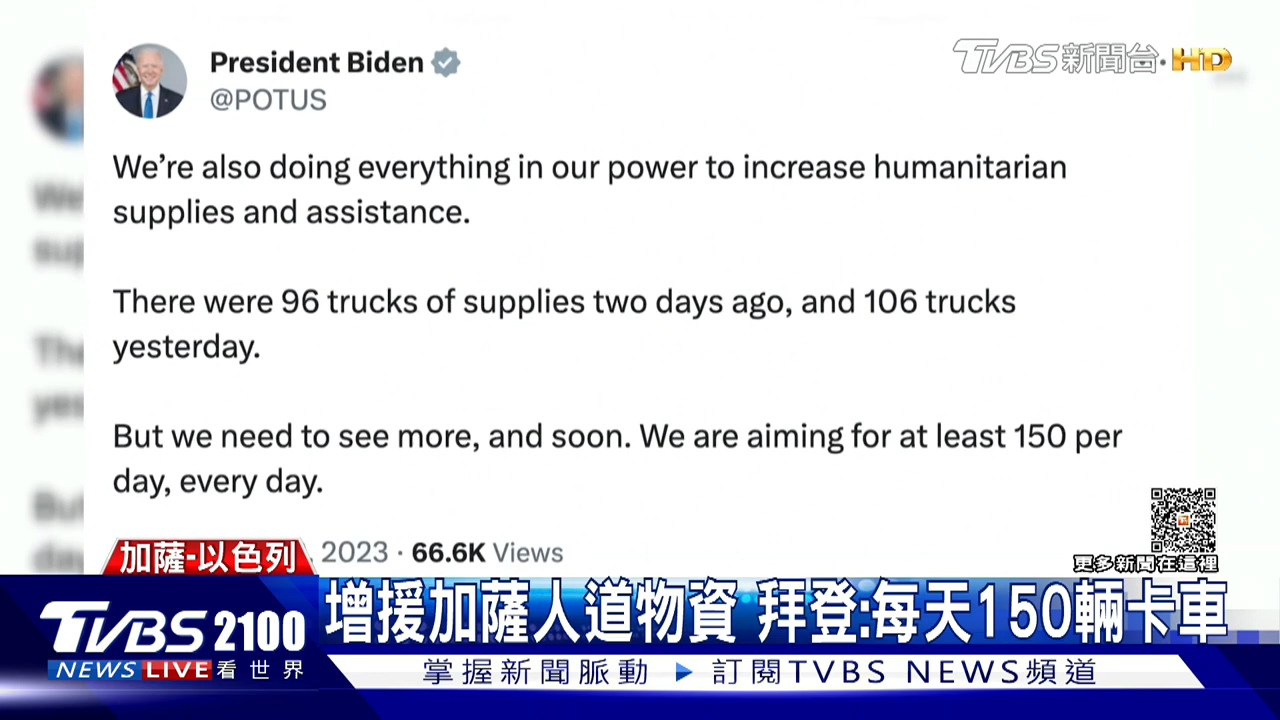 President Biden
@POTUS
TVBS新聞台·HD
We're also doing everything in our power to increase humanitarian
supplies and assistance.
There were 96 trucks of supplies two days ago, and 106 trucks
yesterday.
But we need to see more, and soon. We are aiming for at least 150 per
day, every day.
, 2023 · 66.6K Views
更多新聞在這裡
加薩-以色列
增援加薩人道物資 拜登:每天150輛卡車
TVBS 2100
NEWS LIVE 看世界
掌握新聞脈動 ▶ 訂閱TVBS NEWS頻道